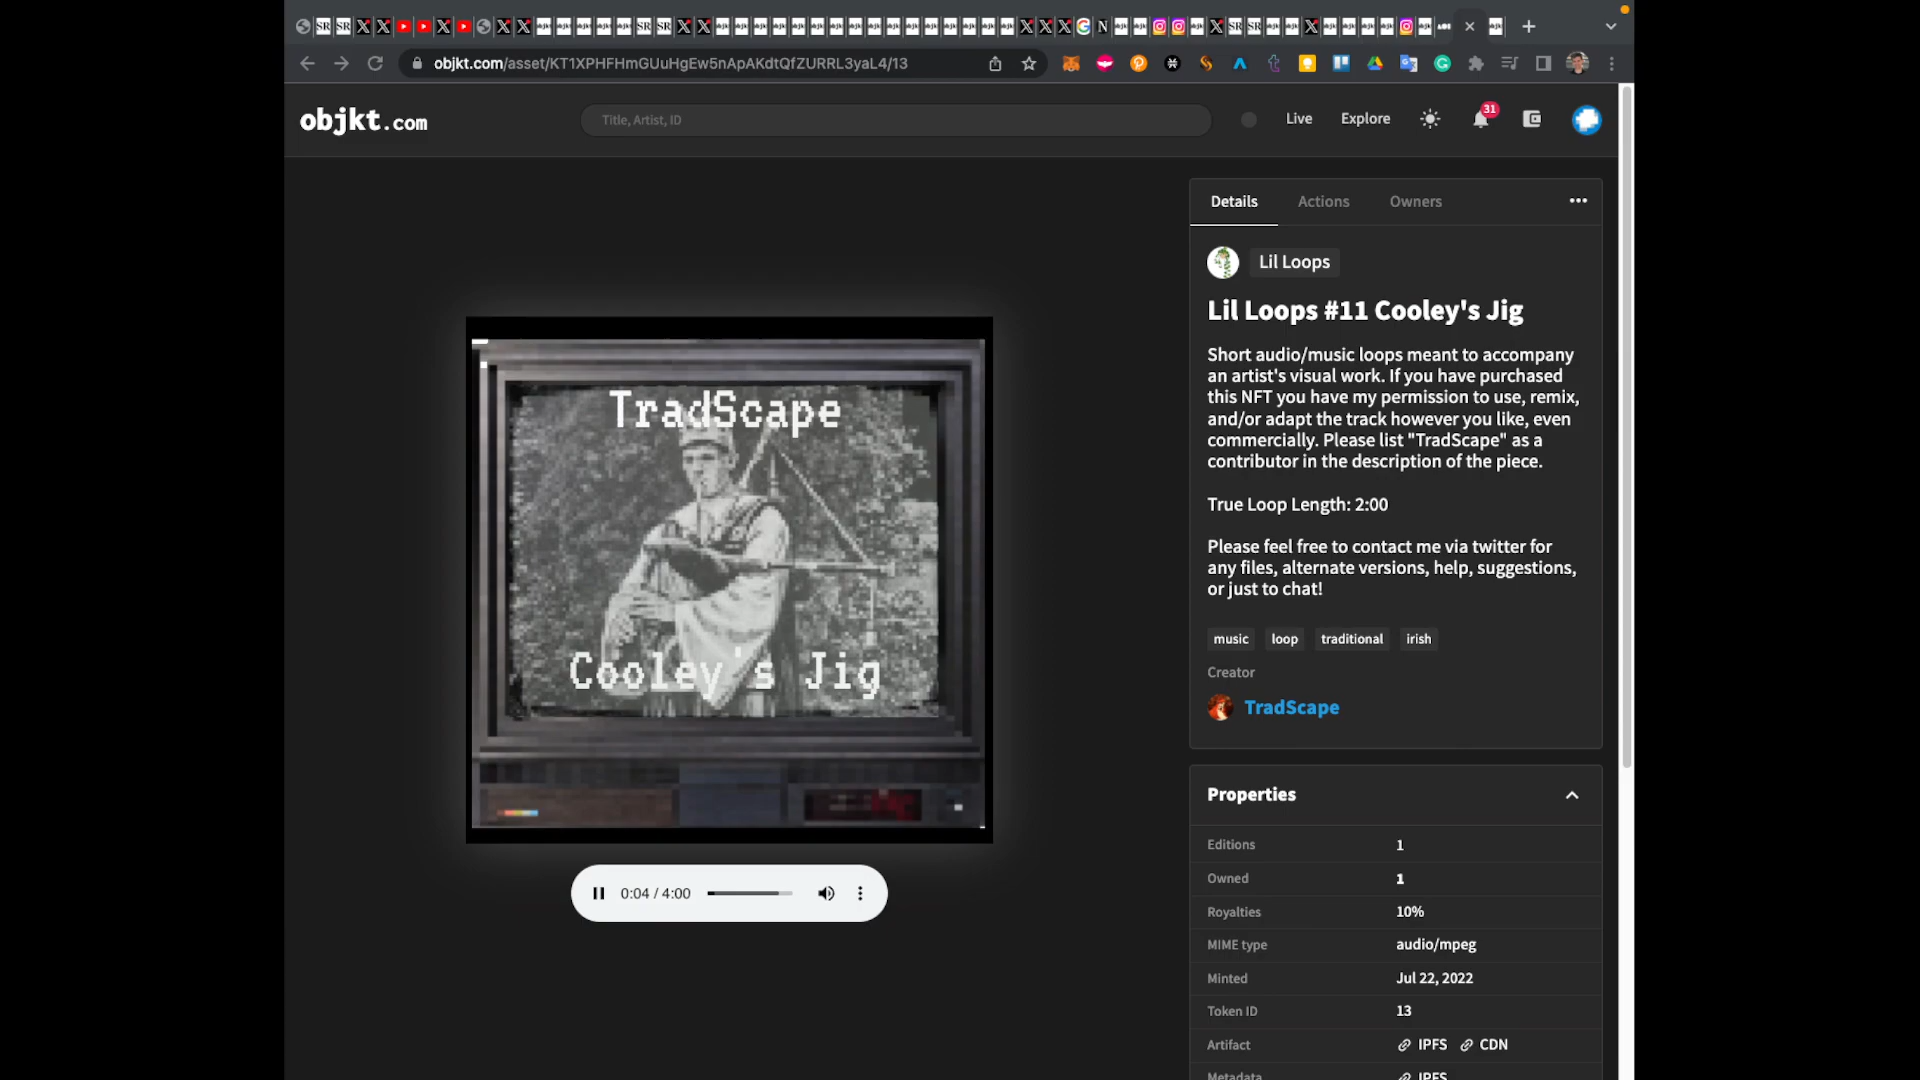 objkt.com/asset/KT1XPHFHmGUuHgEw5nApAKdtQfZURRL3yaL4/13
objkt.com
Title, Artist, ID
Live
Explore
31
Details
Actions
Owners
Lil Loops
Lil Loops #11 Cooley's Jig
Short audio/music loops meant to accompany
an artist's visual work. If you have purchased
this NFT you have my permission to use, remix,
and/or adapt the track however you like, even
commercially. Please list "TradScape" as a
contributor in the description of the piece.
True Loop Length: 2:00
Please feel free to contact me via twitter for
any files, alternate versions, help, suggestions,
or just to chat!
music loop traditional irish
Creator
TradScape
TradScape
Cooley's Jig
0:04 / 4:00
Properties
Editions 1
Owned 1
Royalties 10%
MIME type audio/mpeg
Minted Jul 22, 2022
Token ID 13
Artifact IPFS CDN
Metadata IPFS